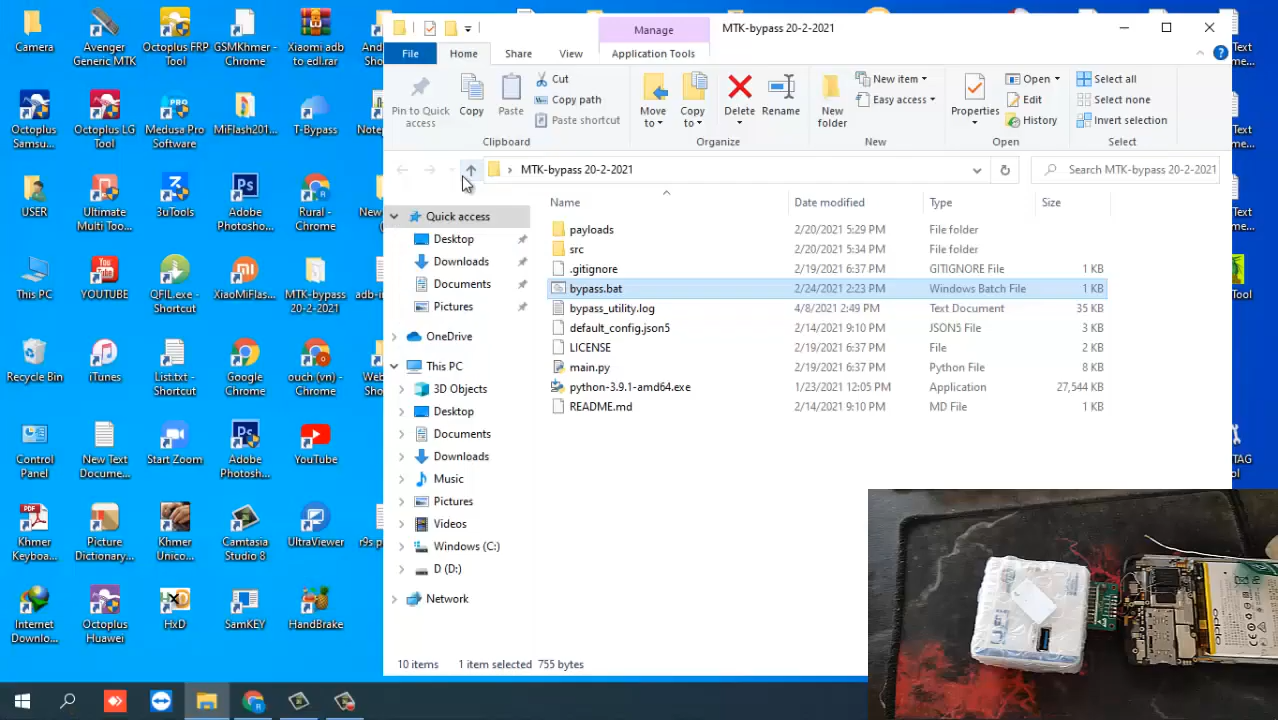 Camera
Avenger
Generic MTK
Octoplus FRP
Tool
GSMKhmer -
Chrome
Xiaomi adb
to edl.rar
Octoplus
Samsu...
Octoplus LG
Tool
Medusa Pro
Software
MiFlash201...
T-Bypass
USER
Ultimate
Multi Too...
3uTools
Adobe
Photosho...
Rural -
Chrome
This PC
YOUTUBE
QFIL.exe -
Shortcut
XiaoMiFlas...
MTK-bypass
20-2-2021
Recycle Bin
iTunes
List.txt -
Shortcut
Google
Chrome
ouch (vn) -
Chrome
Control
Panel
New Text
Docume...
Start Zoom
Adobe
Photosh...
YouTube
Khmer
Keyboa...
Picture
Dictionary...
Khmer
Unico...
Camtasia
Studio 8
UltraViewer
Internet
Downlo...
Octoplus
Huawei
HxD
SamKEY
HandBrake
Manage
MTK-bypass 20-2-2021
File
Home
Share
View
Application Tools
Pin to Quick
access
Copy
Paste
Cut
Copy path
Paste shortcut
Clipboard
Move
to
Copy
to
Delete
Rename
Organize
New
folder
New item
Easy access
New
Properties
Open
Edit
History
Open
Select all
Select none
Invert selection
Select
MTK-bypass 20-2-2021
Search MTK-bypass 20-2-2021
Quick access
Desktop
Downloads
Documents
Pictures
OneDrive
This PC
3D Objects
Desktop
Documents
Downloads
Music
Pictures
Videos
Windows (C:)
D (D:)
Network
Name Date modified Type Size
payloads 2/20/2021 5:29 PM File folder
src 2/20/2021 5:34 PM File folder
.gitignore 2/19/2021 6:37 PM GITIGNORE File 1 KB
bypass.bat 2/24/2021 2:23 PM Windows Batch File 1 KB
bypass_utility.log 4/8/2021 2:49 PM Text Document 35 KB
default_config.json5 2/14/2021 9:10 PM JSON5 File 3 KB
LICENSE 2/19/2021 6:37 PM File 2 KB
main.py 2/19/2021 6:37 PM Python File 8 KB
python-3.9.1-amd64.exe 1/23/2021 12:05 PM Application 27,544 KB
README.md 2/14/2021 9:10 PM MD File 1 KB
10 items 1 item selected 755 bytes
oppo